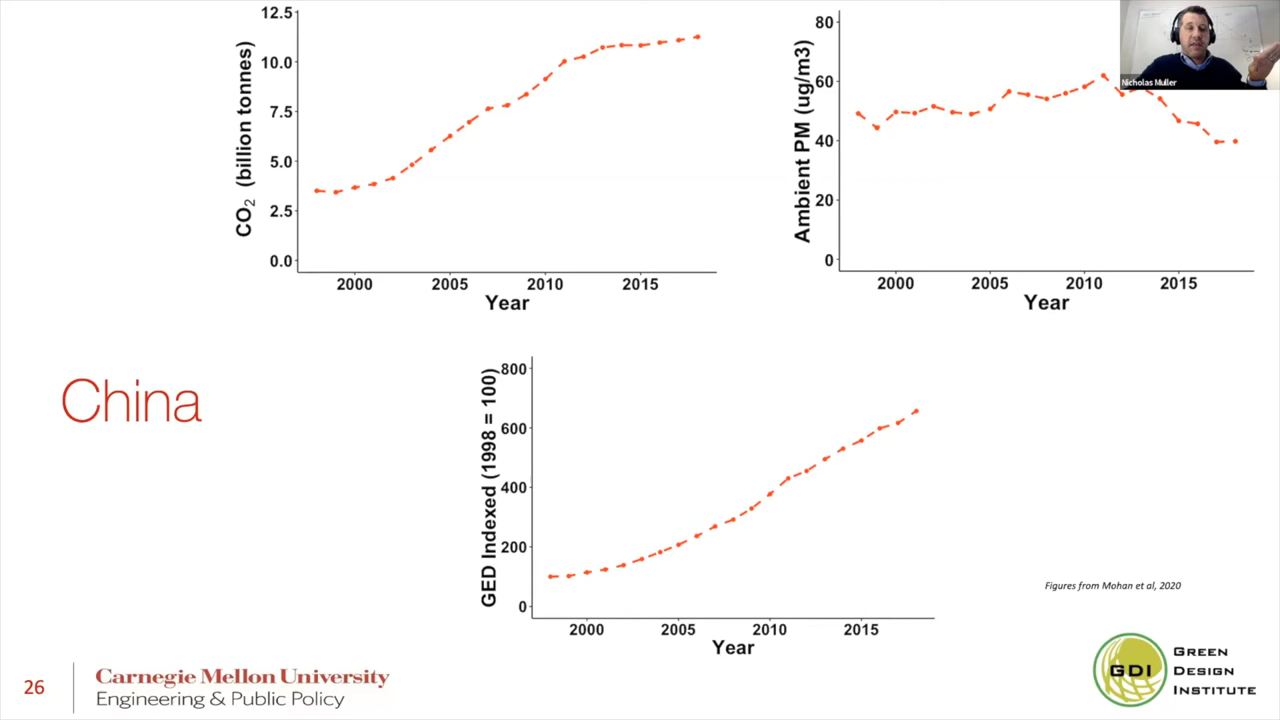 12.5
10.0
7.5
5.0
2.5
0.0
CO2 (billion tonnes)
2000 2005 2010 2015
Year
80
60
40
20
0
Ambient PM (ug/m3)
2000 2005 2010 2015
Year
Nicholas Muller
China
800
600
400
200
0
GED Indexed (1998 = 100)
2000 2005 2010 2015
Year
Figures from Mohan et al, 2020
26
Carnegie Mellon University
Engineering & Public Policy
GDI
GREEN
DESIGN
INSTITUTE